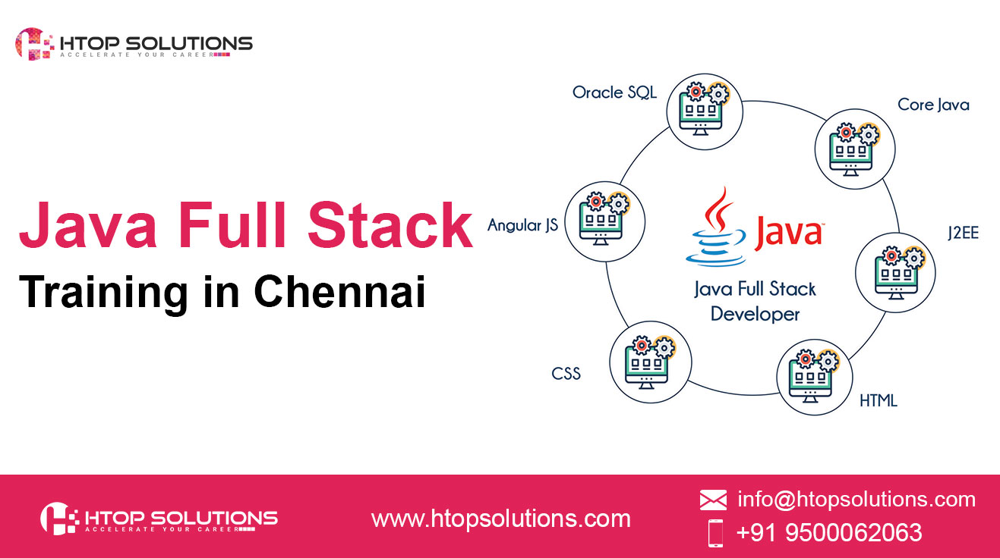 HTOP SOLUTIONS
ACCELERATE YOUR CAREER
Java Full Stack
Training in Chennai
Oracle SQL
Core Java
Angular JS
J2EE
Java™
Java Full Stack
Developer
CSS
HTML
HTOP SOLUTIONS
ACCELERATE YOUR CAREER
www.htopsolutions.com
info@htopsolutions.com
+91 9500062063